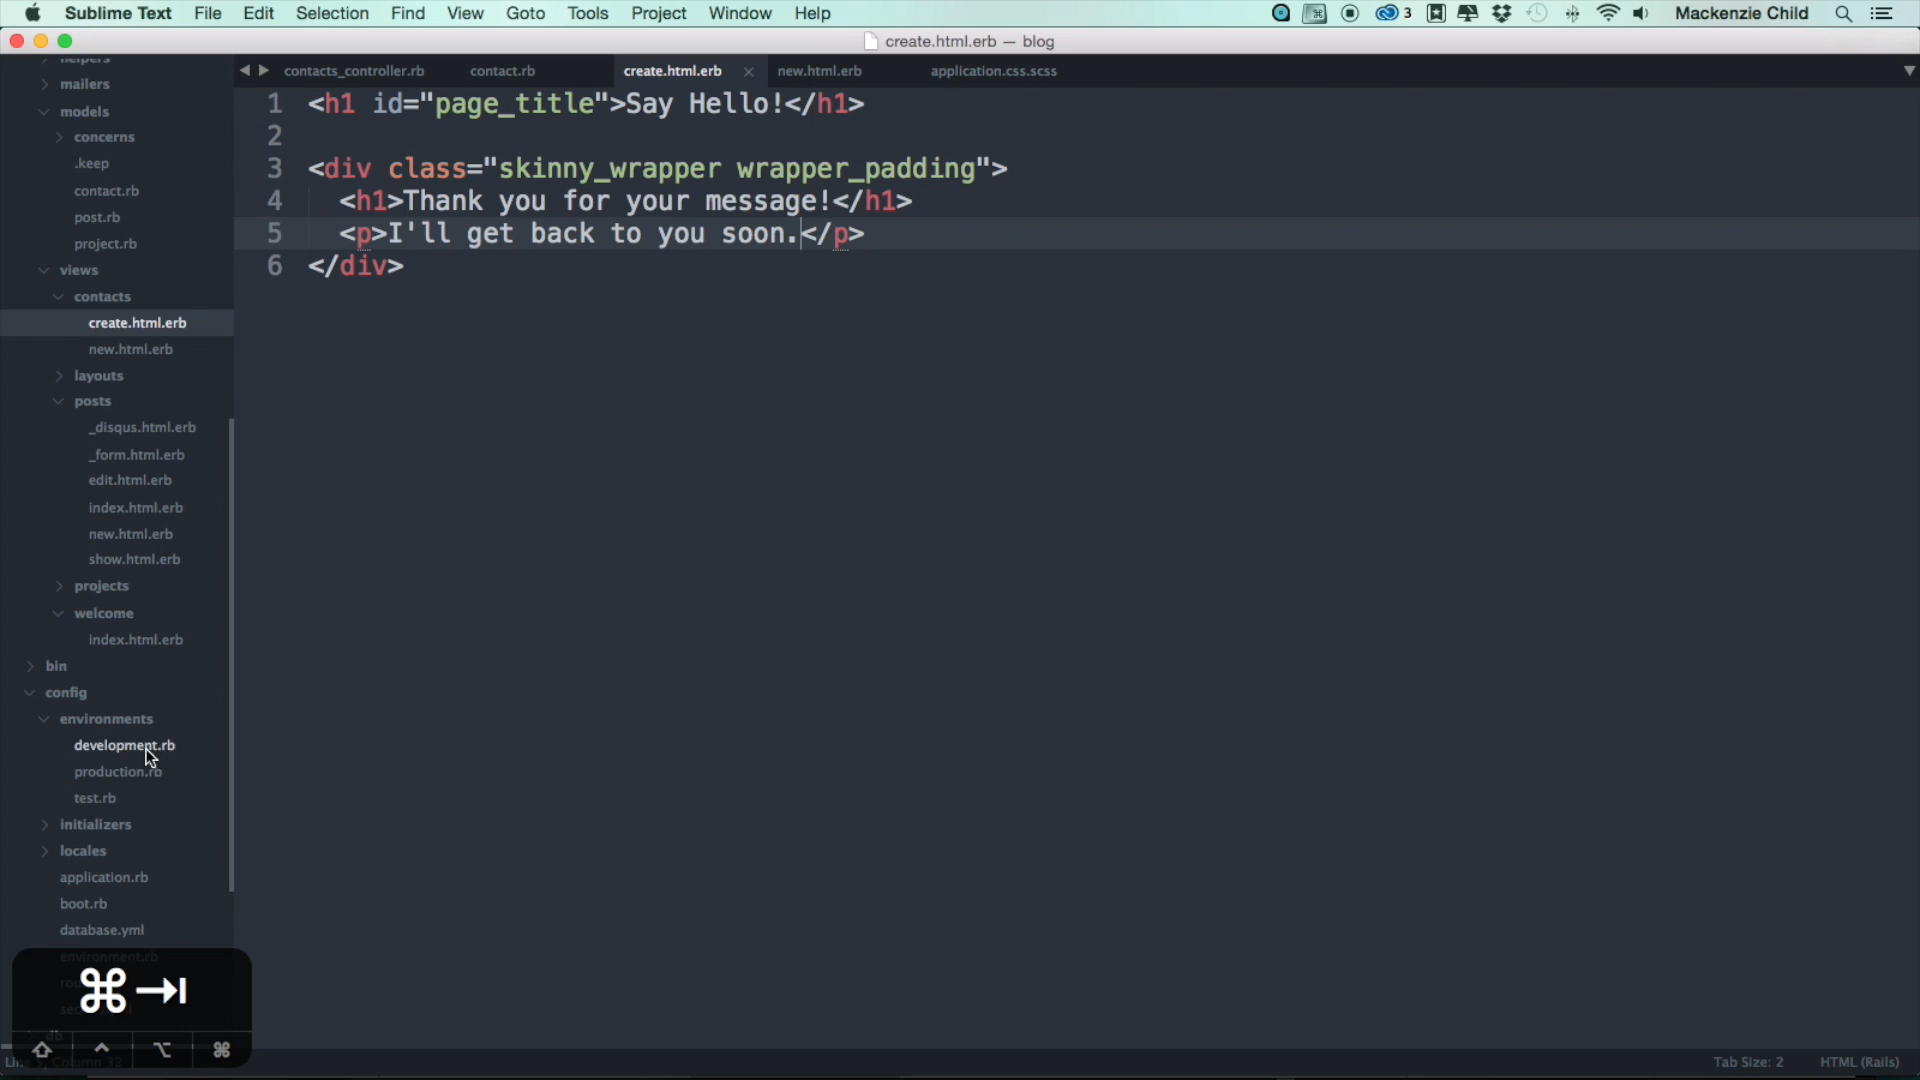 Sublime Text File Edit Selection Find View Goto Tools Project Window Help 3 Mackenzie Child
create.html.erb — blog
helpers
contacts_controller.rb contact.rb create.html.erb new.html.erb application.css.scss
mailers
models
concerns
.keep
contact.rb
post.rb
project.rb
views
contacts
create.html.erb
new.html.erb
layouts
posts
_disqus.html.erb
_form.html.erb
edit.html.erb
index.html.erb
new.html.erb
show.html.erb
projects
welcome
index.html.erb
bin
config
environments
development.rb
production.rb
test.rb
initializers
locales
application.rb
boot.rb
database.yml
environment.rb
db
1 <h1 id="page_title">Say Hello!</h1>
2
3 <div class="skinny_wrapper wrapper_padding">
4 <h1>Thank you for your message!</h1>
5 <p>I'll get back to you soon.</p>
6 </div>
⌘⇥
⇧ ^ ⌥ ⌘
Column 32 Tab Size: 2 HTML (Rails)